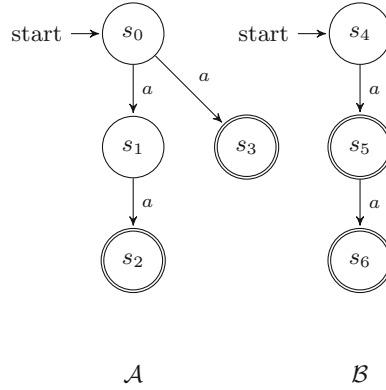 start s₀ start s₄
a a a
s₁ s₃ s₅
a a
s₂ s₆
𝒜 ℬ